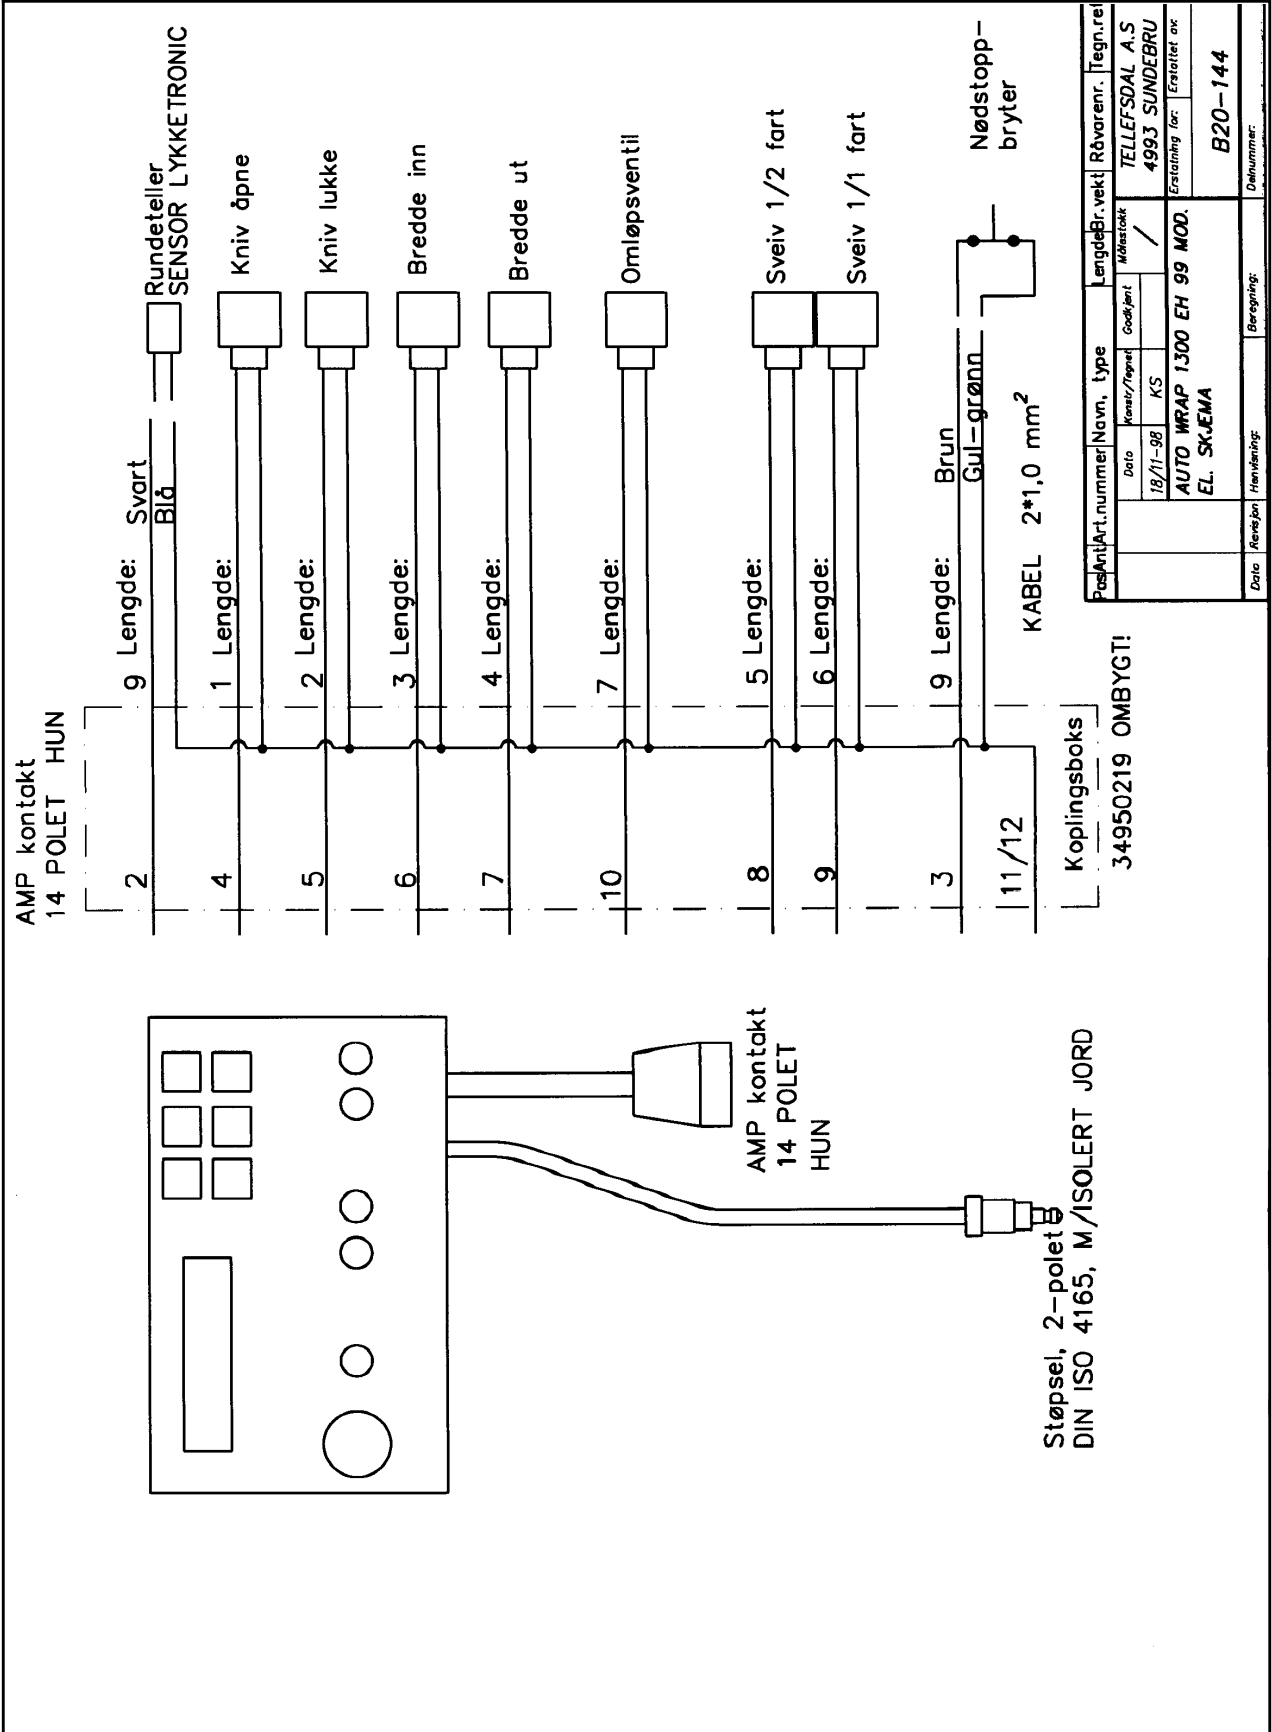 AMP kontakt
14 POLET HUN
2
9 Lengde:
Svart
Blå
Rundeteller
SENSOR LYKKETRONIC
4
1 Lengde:
Kniv åpne
5
2 Lengde:
Kniv lukke
6
3 Lengde:
Bredde inn
7
4 Lengde:
Bredde ut
10
7 Lengde:
Omløpsventil
8
5 Lengde:
Sveiv 1/2 fart
9
6 Lengde:
Sveiv 1/1 fart
3
9 Lengde:
Brun
Gul-grønn
Nødstopp-
bryter
11/12
KABEL 2*1,0 mm²
Koplingsboks
34950219 OMBYGT!
AMP kontakt
14 POLET
HUN
Støpsel, 2-polet
DIN ISO 4165, M/ISOLERT JORD
Pos Ant Art.nummer Navn, type Lengde Br.vekt Råvarenr. Tegn.ref
Dato Konstr/Tegnet Godkjent Målestokk
18/11-98 KS /
TELLEFSDAL A.S
4993 SUNDEBRU
AUTO WRAP 1300 EH 99 MOD.
EL. SKJEMA
Erstatning for: Erstattet av:
B20-144
Dato Revisjon Henvisning: Beregning: Delnummer: